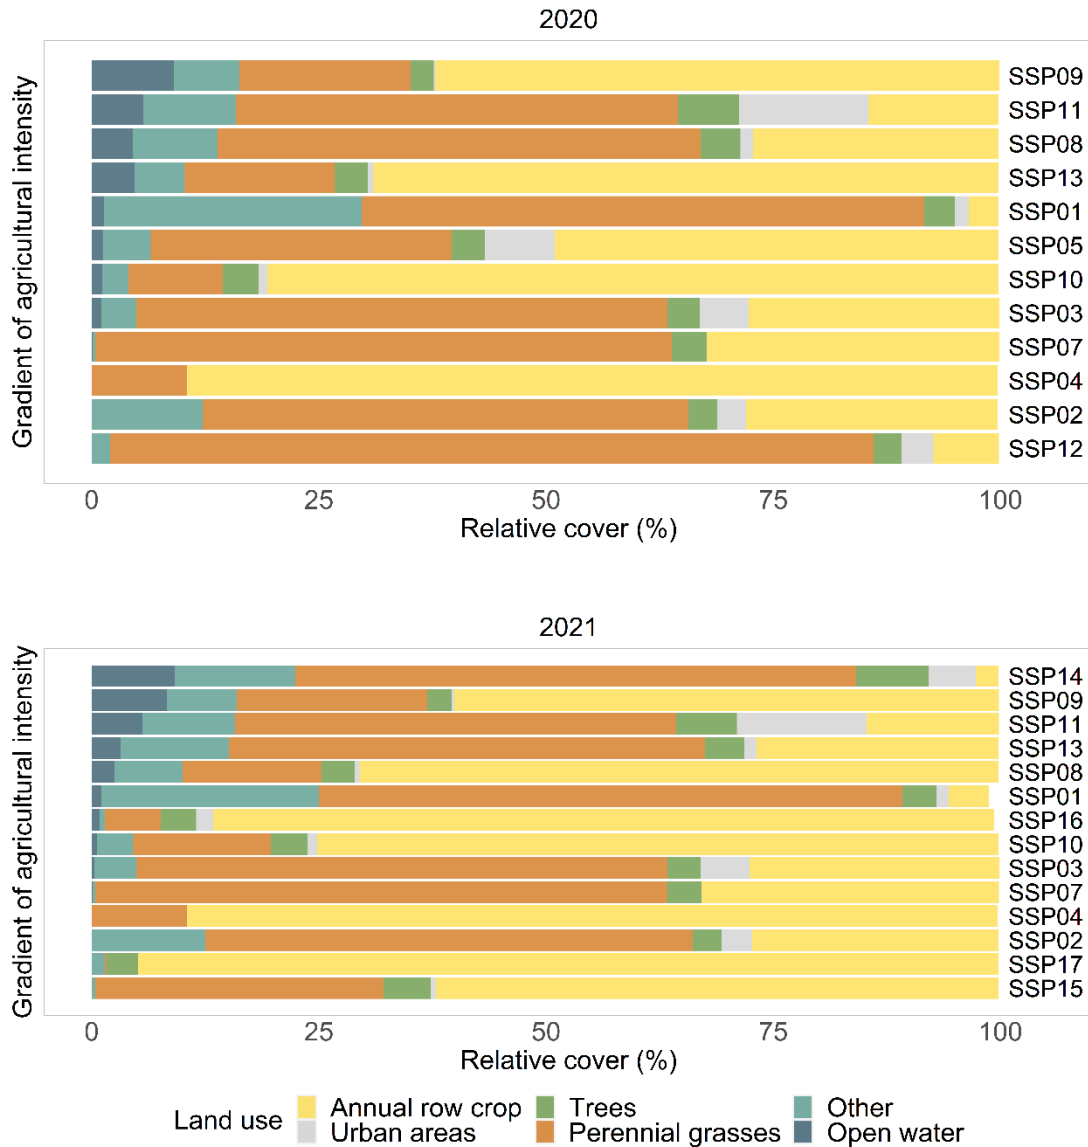 2020
Gradient of agricultural intensity
SSP09
SSP11
SSP08
SSP13
SSP01
SSP05
SSP10
SSP03
SSP07
SSP04
SSP02
SSP12
0 25 50 75 100
Relative cover (%)
2021
Gradient of agricultural intensity
SSP14
SSP09
SSP11
SSP13
SSP08
SSP01
SSP16
SSP10
SSP03
SSP07
SSP04
SSP02
SSP17
SSP15
0 25 50 75 100
Relative cover (%)
Land use
Annual row crop Trees Other
Urban areas Perennial grasses Open water